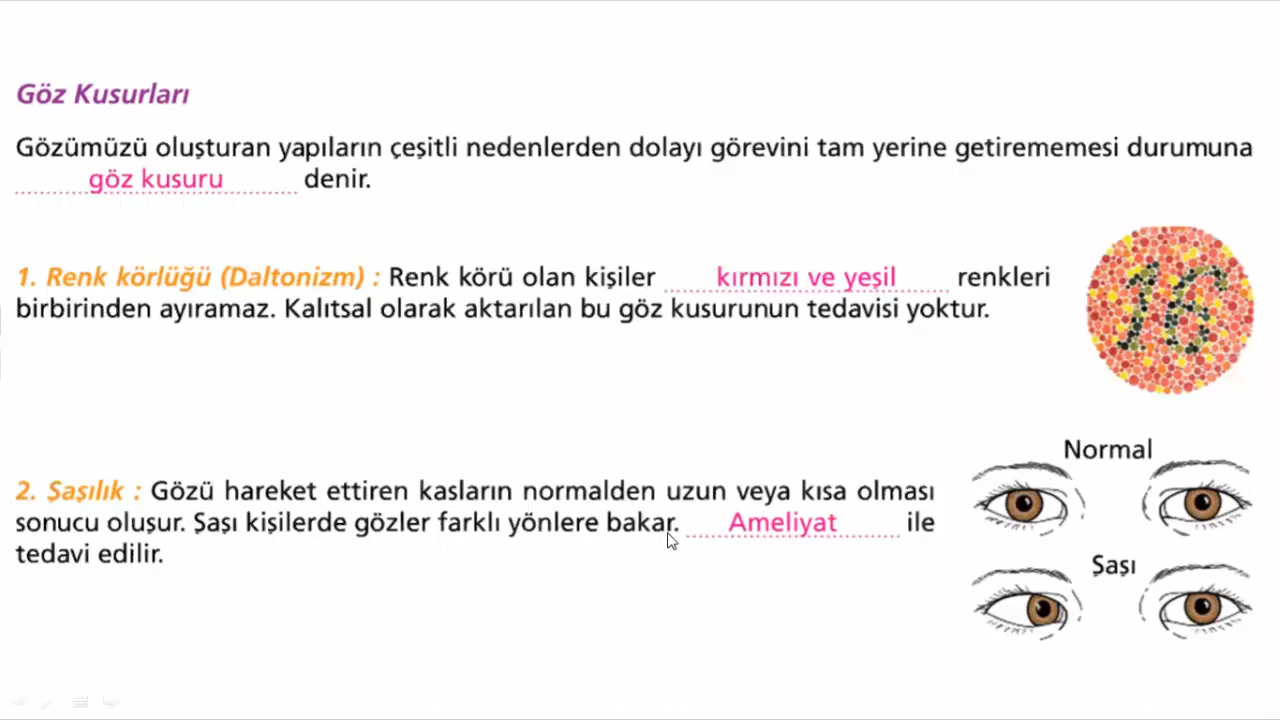 Göz Kusurları
Gözümüzü oluşturan yapıların çeşitli nedenlerden dolayı görevini tam yerine getirememesi durumuna
göz kusuru denir.
1. Renk körlüğü (Daltonizm) : Renk körü olan kişiler kırmızı ve yeşil renkleri
birbirinden ayıramaz. Kalıtsal olarak aktarılan bu göz kusurunun tedavisi yoktur.
16
Normal
2. Şaşılık : Gözü hareket ettiren kasların normalden uzun veya kısa olması
sonucu oluşur. Şaşı kişilerde gözler farklı yönlere bakar. Ameliyat ile
tedavi edilir.
Şaşı